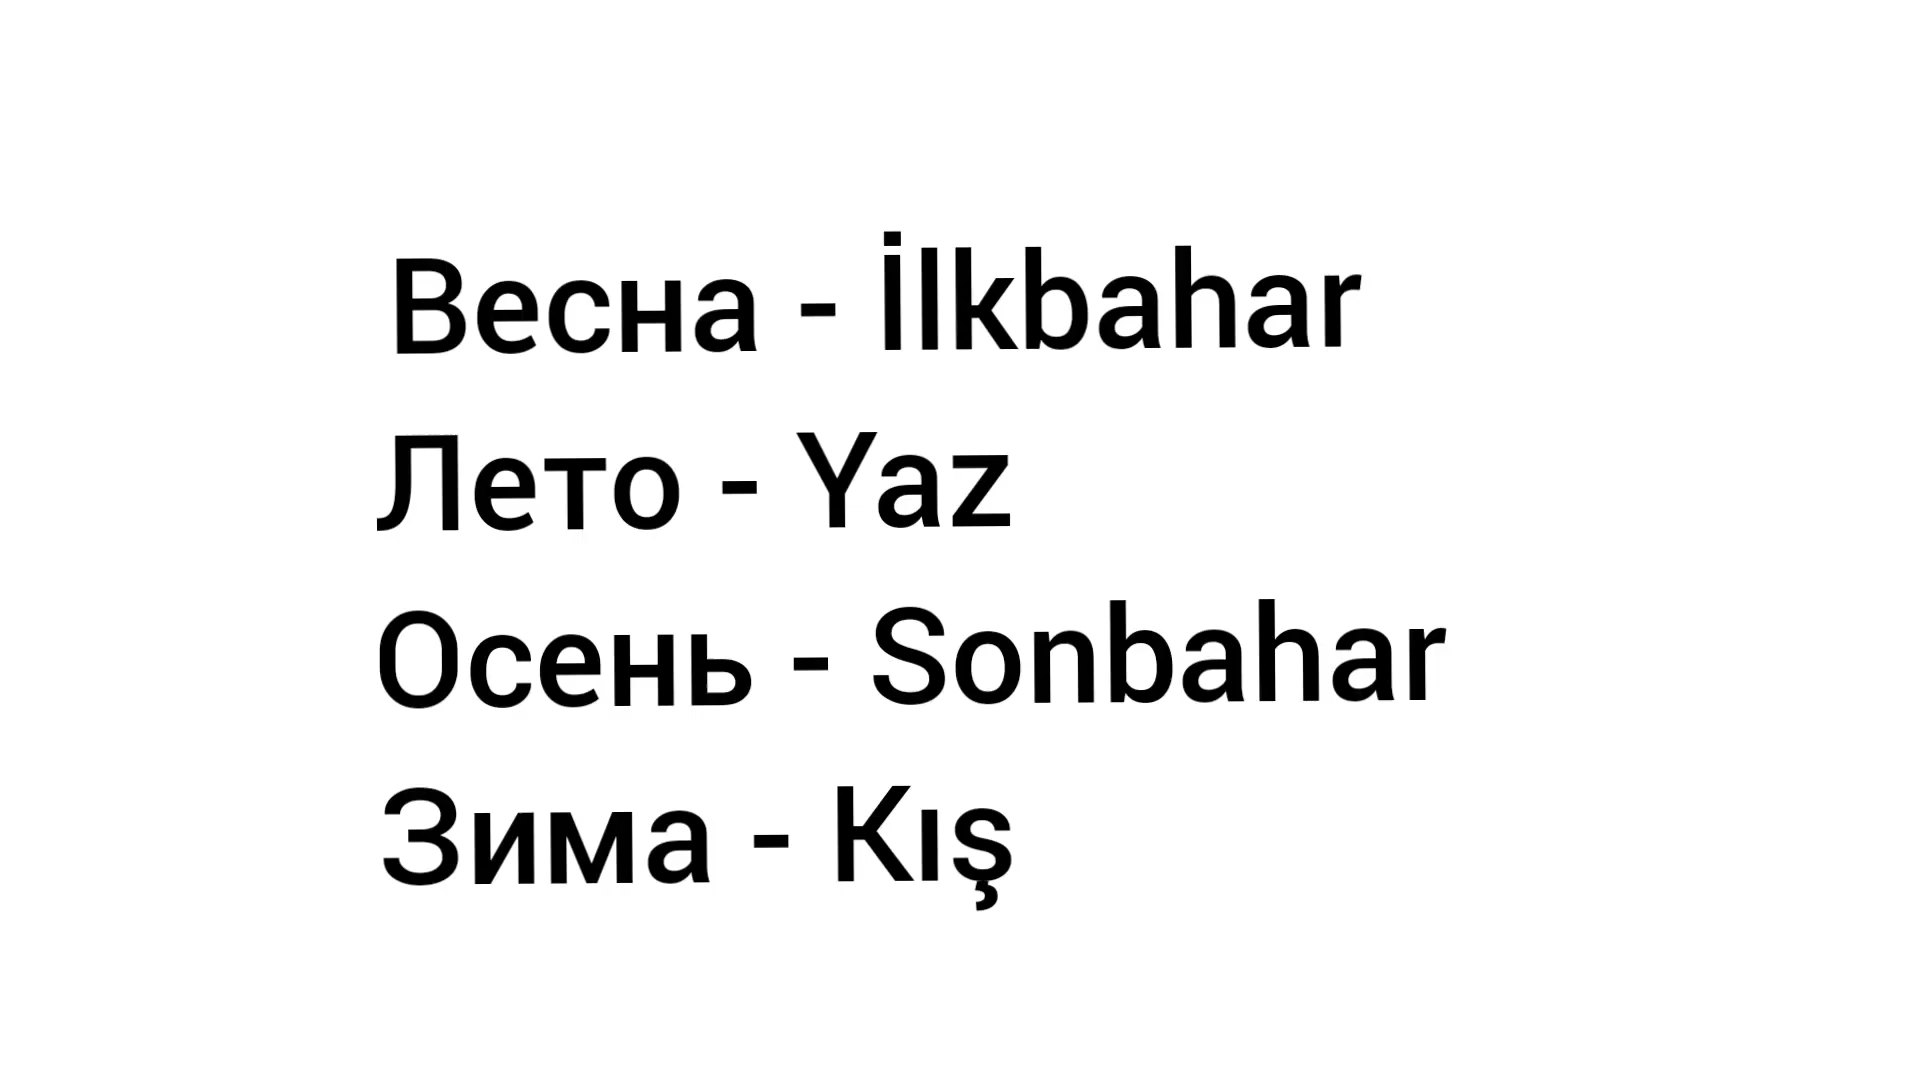 Весна - İlkbahar
Лето - Yaz
Осень - Sonbahar
Зима - Kış